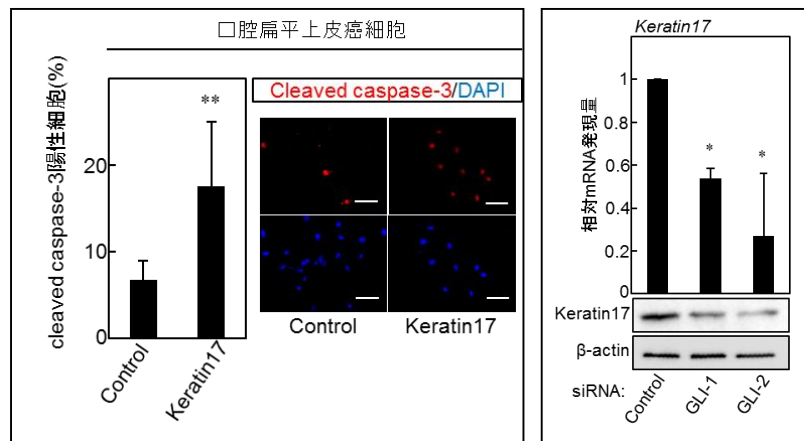 □腔扁平上皮癌細胞
cleaved caspase-3陽性細胞(%)
20
10
0
Control
Keratin17
**
Cleaved caspase-3/DAPI
Control
Keratin17
Keratin17
相対mRNA発現量
1
0.8
0.6
0.4
0.2
0
*
*
Keratin17
β-actin
siRNA:
Control
GLI-1
GLI-2